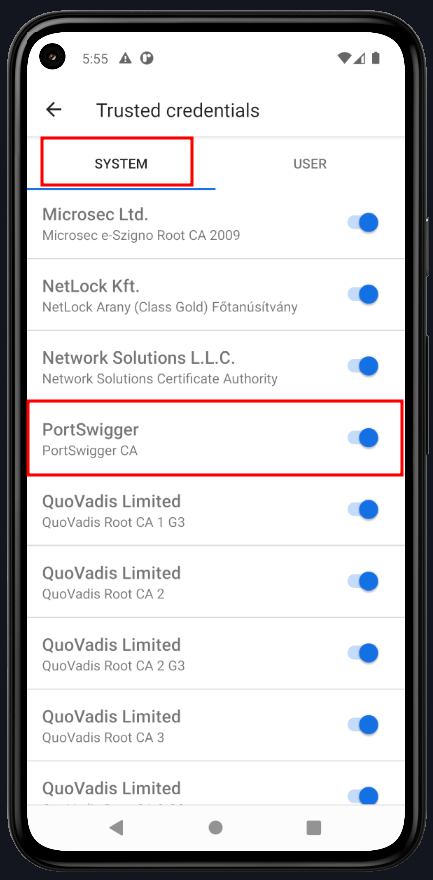 5:55
Trusted credentials
SYSTEM
USER
Microsec Ltd.
Microsec e-Szigno Root CA 2009
NetLock Kft.
NetLock Arany (Class Gold) Főtanúsítvány
Network Solutions L.L.C.
Network Solutions Certificate Authority
PortSwigger
PortSwigger CA
QuoVadis Limited
QuoVadis Root CA 1 G3
QuoVadis Limited
QuoVadis Root CA 2
QuoVadis Limited
QuoVadis Root CA 2 G3
QuoVadis Limited
QuoVadis Root CA 3
QuoVadis Limited